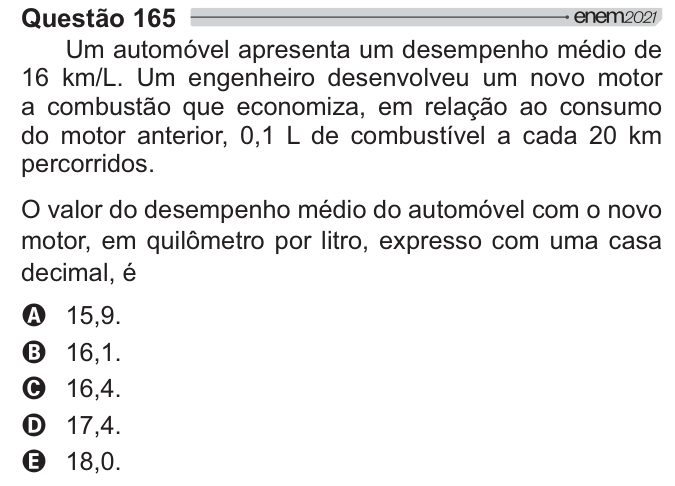 Questão 165 enem2021
Um automóvel apresenta um desempenho médio de
16 km/L. Um engenheiro desenvolveu um novo motor
a combustão que economiza, em relação ao consumo
do motor anterior, 0,1 L de combustível a cada 20 km
percorridos.
O valor do desempenho médio do automóvel com o novo
motor, em quilômetro por litro, expresso com uma casa
decimal, é
A 15,9.
B 16,1.
C 16,4.
D 17,4.
E 18,0.